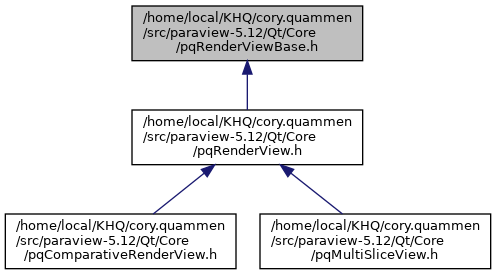 /home/local/KHQ/cory.quammen
/src/paraview-5.12/Qt/Core
/pqRenderViewBase.h
/home/local/KHQ/cory.quammen
/src/paraview-5.12/Qt/Core
/pqRenderView.h
/home/local/KHQ/cory.quammen
/src/paraview-5.12/Qt/Core
/pqComparativeRenderView.h
/home/local/KHQ/cory.quammen
/src/paraview-5.12/Qt/Core
/pqMultiSliceView.h